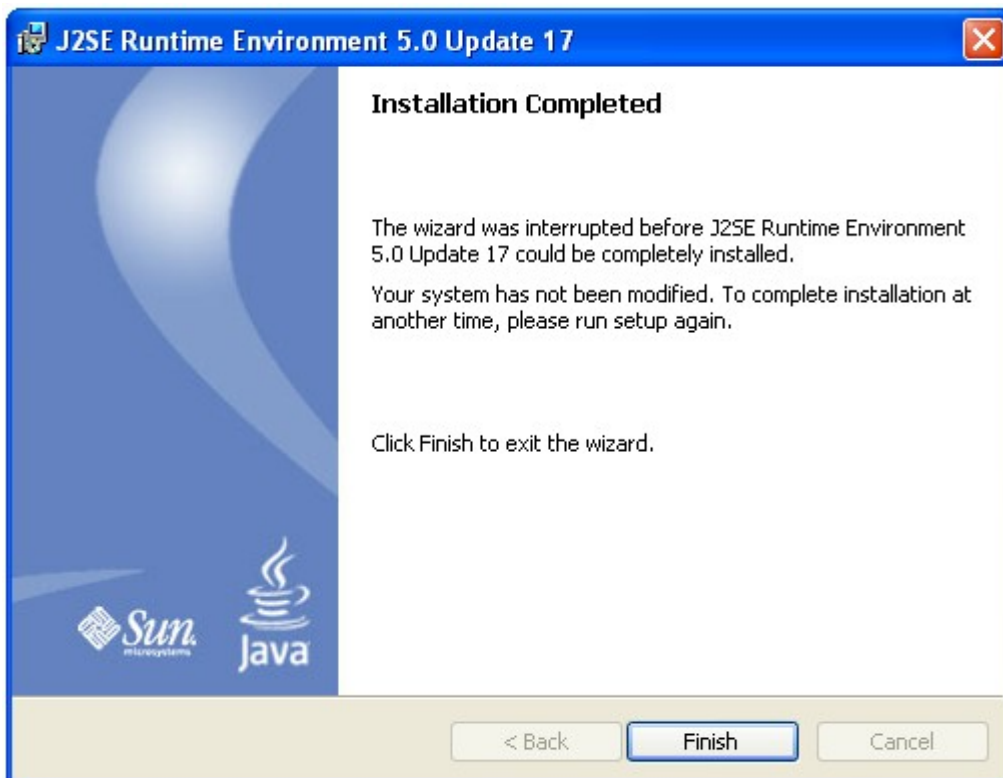 J2SE Runtime Environment 5.0 Update 17
Installation Completed
The wizard was interrupted before J2SE Runtime Environment
5.0 Update 17 could be completely installed.
Your system has not been modified. To complete installation at
another time, please run setup again.
Click Finish to exit the wizard.
Sun
microsystems
Java
< Back
Finish
Cancel